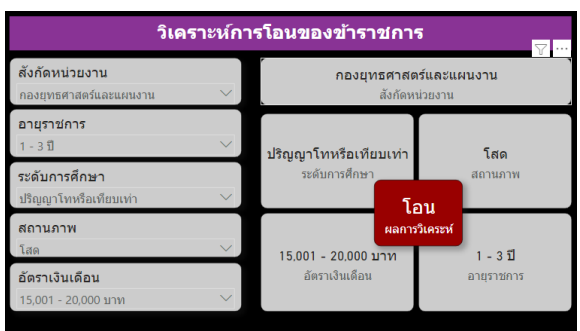 วิเคราะห์การโอนของข้าราชการ
สังกัดหน่วยงาน
กองยุทธศาสตร์และแผนงาน
อายุราชการ
1 - 3 ปี
ระดับการศึกษา
ปริญญาโทหรือเทียบเท่า
สถานภาพ
โสด
อัตราเงินเดือน
15,001 - 20,000 บาท
กองยุทธศาสตร์และแผนงาน
สังกัดหน่วยงาน
ปริญญาโทหรือเทียบเท่า
ระดับการศึกษา
โสด
สถานภาพ
โอน
ผลการวิเคระห์
15,001 - 20,000 บาท
อัตราเงินเดือน
1 - 3 ปี
อายุราชการ